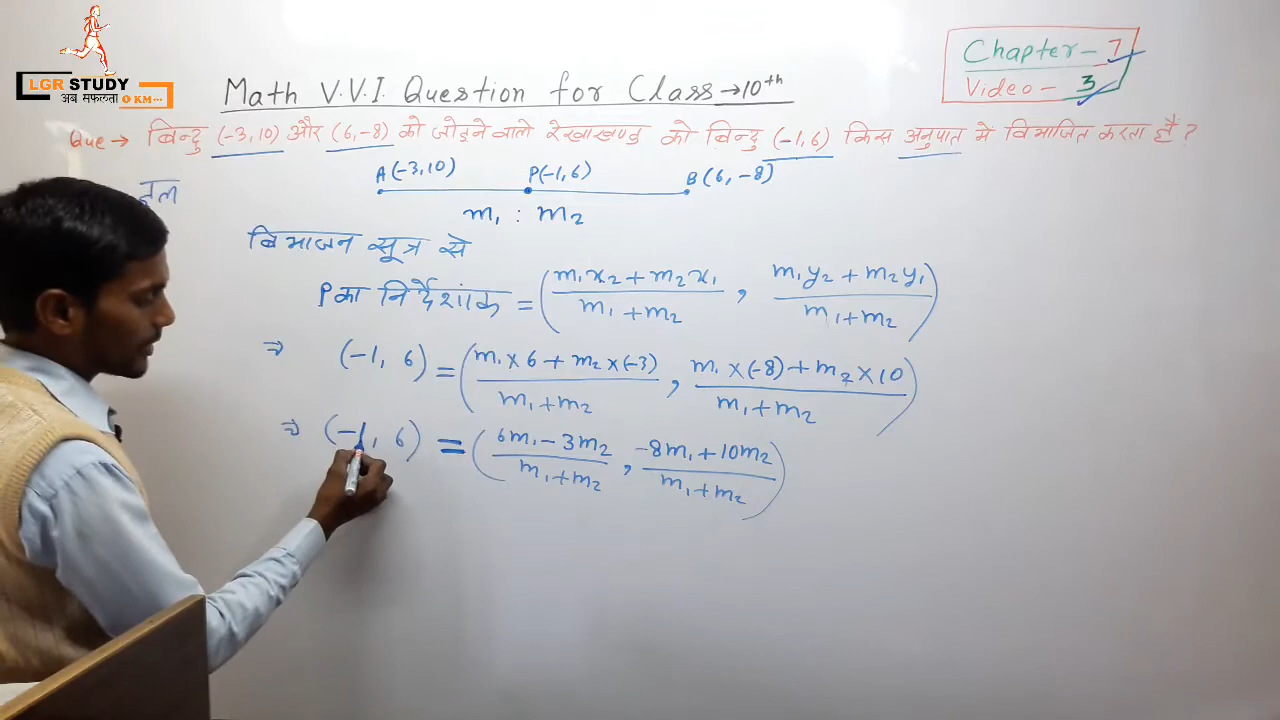 LGR STUDY
अब सफलता 0 KM...
Chapter - 7
Video - 3
Math V.V.I. Question for Class → 10th
Que → बिन्दु (-3,10) और (6,-8) को जोड़ने वाले रेखाखण्ड को बिन्दु (-1,6) किस अनुपात में विभाजित करता है?
हल
A(-3,10) P(-1,6) B(6,-8)
m₁ : m₂
विभाजन सूत्र से
P का निर्देशांक = ( (m₁x₂ + m₂x₁)/(m₁+m₂) , (m₁y₂ + m₂y₁)/(m₁+m₂) )
⇒ (-1, 6) = ( (m₁×6 + m₂×(-3))/(m₁+m₂) , (m₁×(-8) + m₂×10)/(m₁+m₂) )
⇒ (-1, 6) = ( (6m₁ - 3m₂)/(m₁+m₂) , (-8m₁ + 10m₂)/(m₁+m₂) )